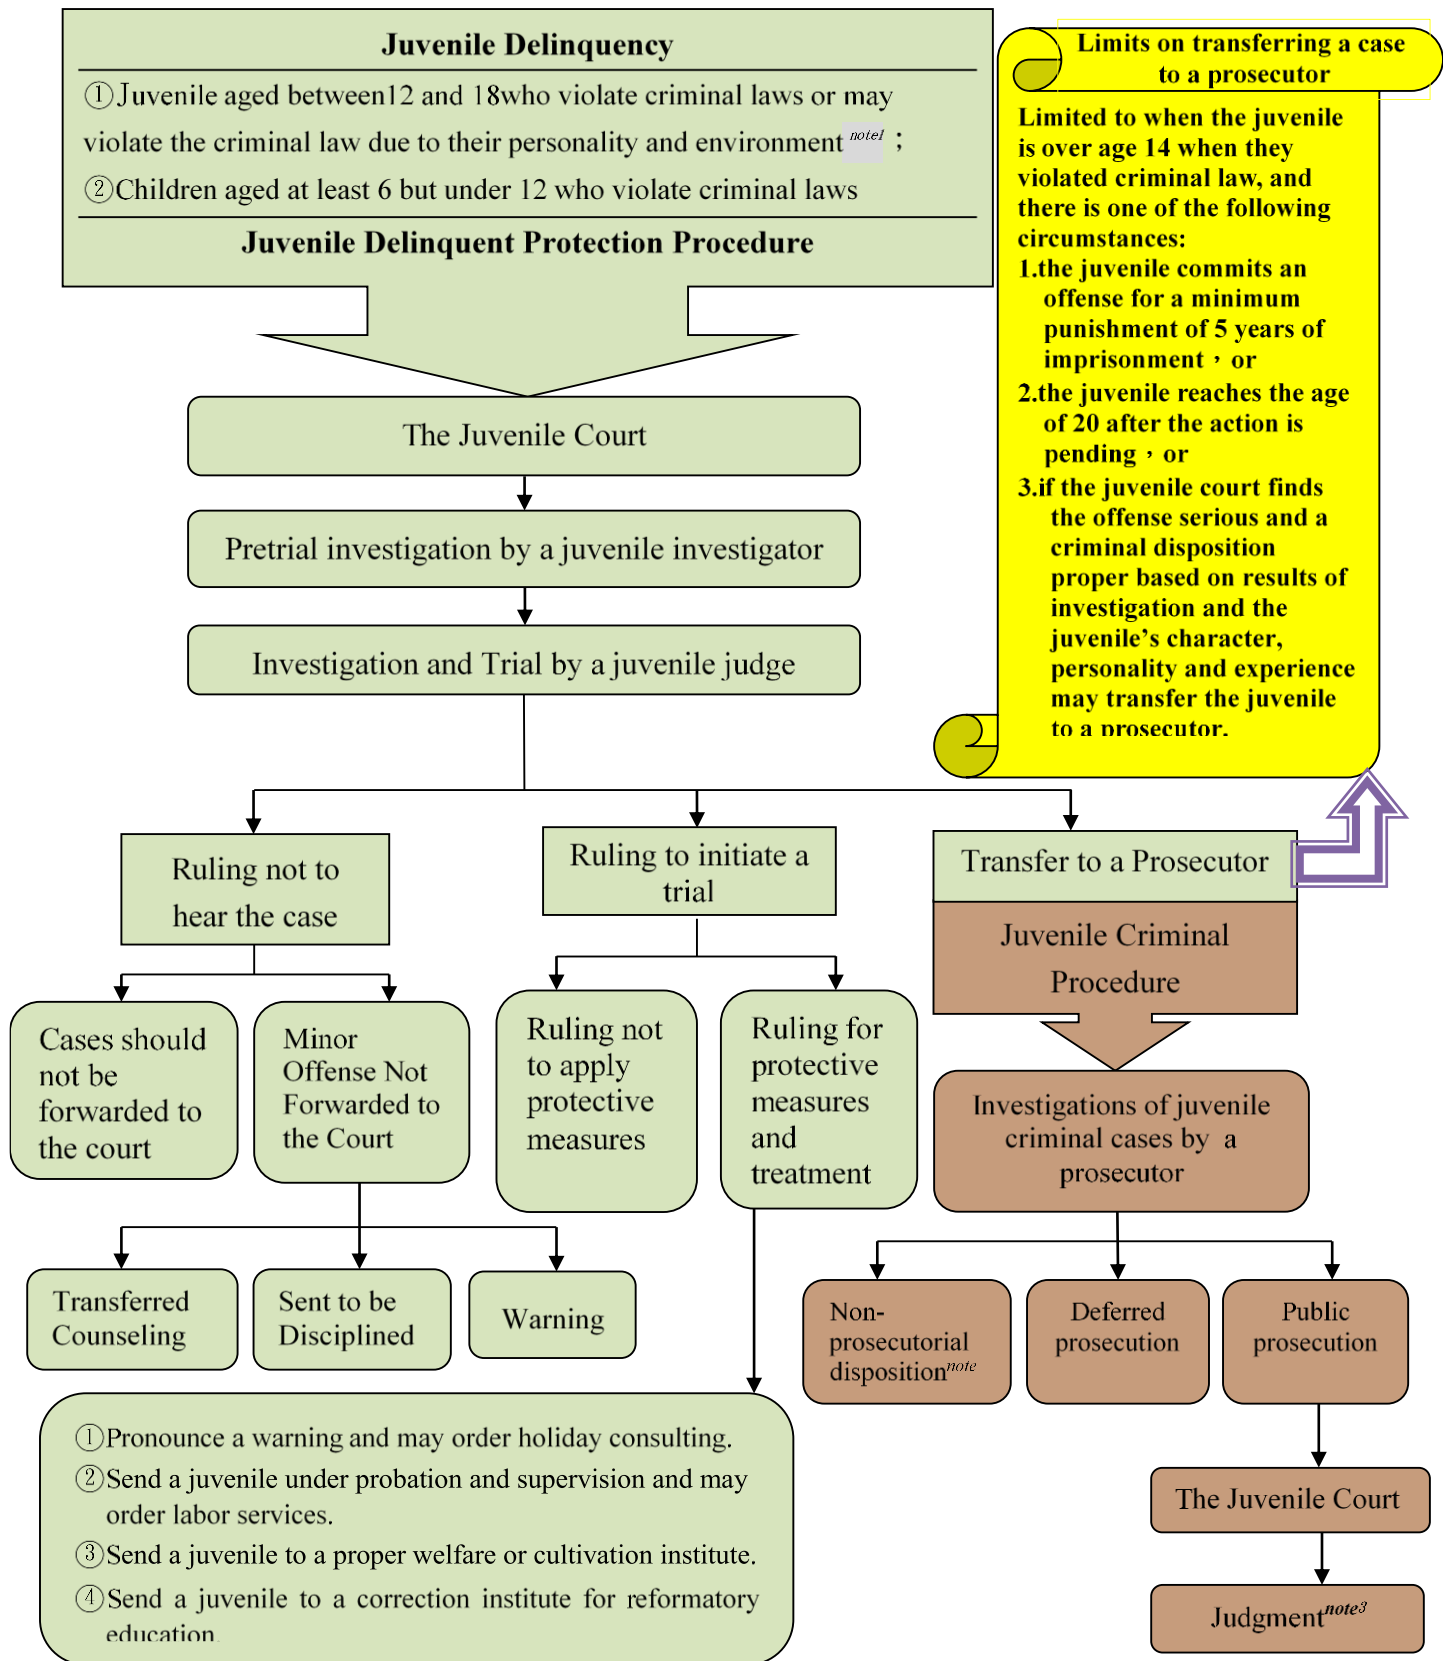 Juvenile Delinquency
①Juvenile aged between12 and 18who violate criminal laws or may
violate the criminal law due to their personality and environment note1 ；
②Children aged at least 6 but under 12 who violate criminal laws
Juvenile Delinquent Protection Procedure
Limits on transferring a case
to a prosecutor
Limited to when the juvenile
is over age 14 when they
violated criminal law, and
there is one of the following
circumstances:
1.the juvenile commits an
offense for a minimum
punishment of 5 years of
imprisonment，or
2.the juvenile reaches the age
of 20 after the action is
pending，or
3.if the juvenile court finds
the offense serious and a
criminal disposition
proper based on results of
investigation and the
juvenile’s character,
personality and experience
may transfer the juvenile
to a prosecutor.
The Juvenile Court
Pretrial investigation by a juvenile investigator
Investigation and Trial by a juvenile judge
Ruling not to
hear the case
Ruling to initiate a
trial
Transfer to a Prosecutor
Juvenile Criminal
Procedure
Cases should
not be
forwarded to
the court
Minor
Offense Not
Forwarded to
the Court
Ruling not
to apply
protective
measures
Ruling for
protective
measures
and
treatment
Investigations of juvenile
criminal cases by a
prosecutor
Transferred
Counseling
Sent to be
Disciplined
Warning
Non-
prosecutorial
disposition note
Deferred
prosecution
Public
prosecution
①Pronounce a warning and may order holiday consulting.
②Send a juvenile under probation and supervision and may
order labor services.
③Send a juvenile to a proper welfare or cultivation institute.
④Send a juvenile to a correction institute for reformatory
education.
The Juvenile Court
Judgment note3